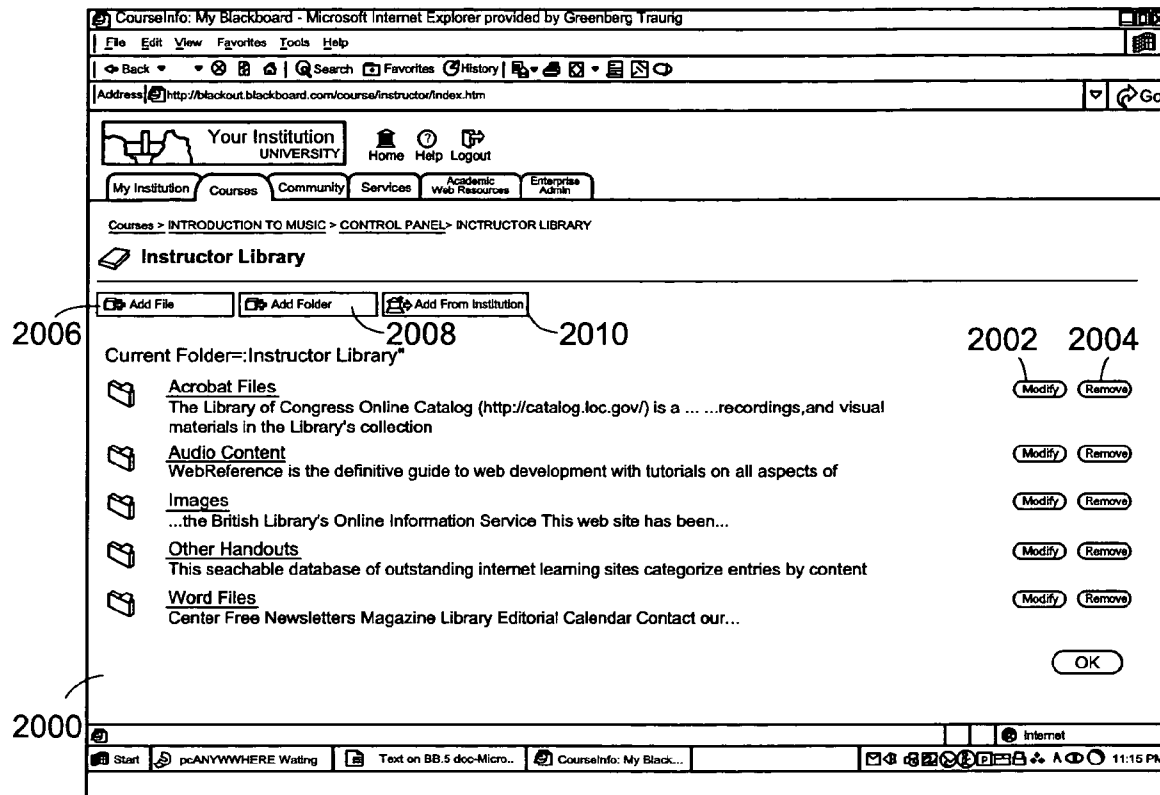 CourseInfo: My Blackboard - Microsoft Internet Explorer provided by Greenberg Traurig
File Edit View Favorites Tools Help
Back Search Favorites History
Address http://blackout.blackboard.com/course/instructor/index.htm Go
Your Institution
UNIVERSITY
Home Help Logout
My Institution Courses Community Services Academic Web Resources Enterprise Admin
Courses > INTRODUCTION TO MUSIC > CONTROL PANEL> INCTRUCTOR LIBRARY
Instructor Library
Add File Add Folder Add From Institution
2006 2008 2010
2002 2004
Current Folder=:Instructor Library"
Acrobat Files Modify Remove
The Library of Congress Online Catalog (http://catalog.loc.gov/) is a ... ...recordings,and visual
materials in the Library's collection
Audio Content Modify Remove
WebReference is the definitive guide to web development with tutorials on all aspects of
Images Modify Remove
...the British Library's Online Information Service This web site has been...
Other Handouts Modify Remove
This seachable database of outstanding internet learning sites categorize entries by content
Word Files Modify Remove
Center Free Newsletters Magazine Library Editorial Calendar Contact our...
OK
2000
Internet
Start pcANYWWHERE Wating Text on BB.5 doc-Micro.. CourseInfo: My Black... 11:15 PM